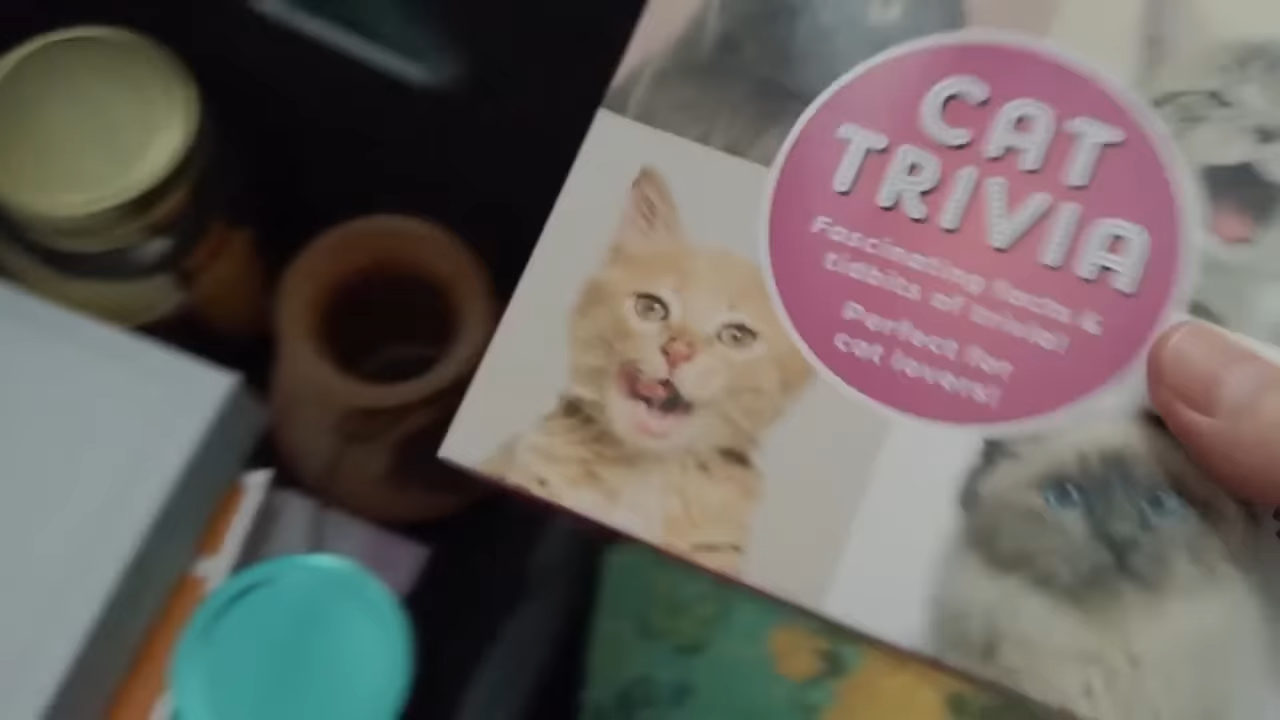 CAT
TRIVIA
Fascinating facts &
tidbits of trivia!
Perfect for
cat lovers!